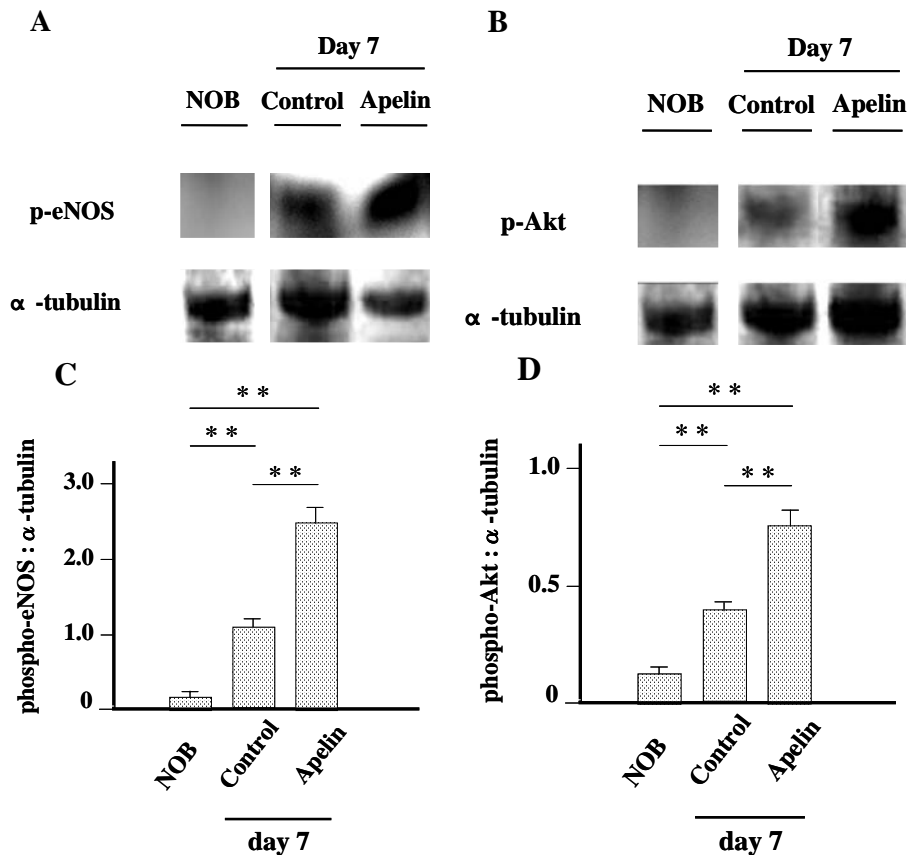 A
Day 7
NOB Control Apelin
p-eNOS
α -tubulin
B
Day 7
NOB Control Apelin
p-Akt
α -tubulin
C
phospho-eNOS : α -tubulin
3.0
2.0
1.0
0
* *
* *
* *
NOB Control Apelin
day 7
D
phospho-Akt : α -tubulin
1.0
0.5
0
* *
* *
* *
NOB Control Apelin
day 7